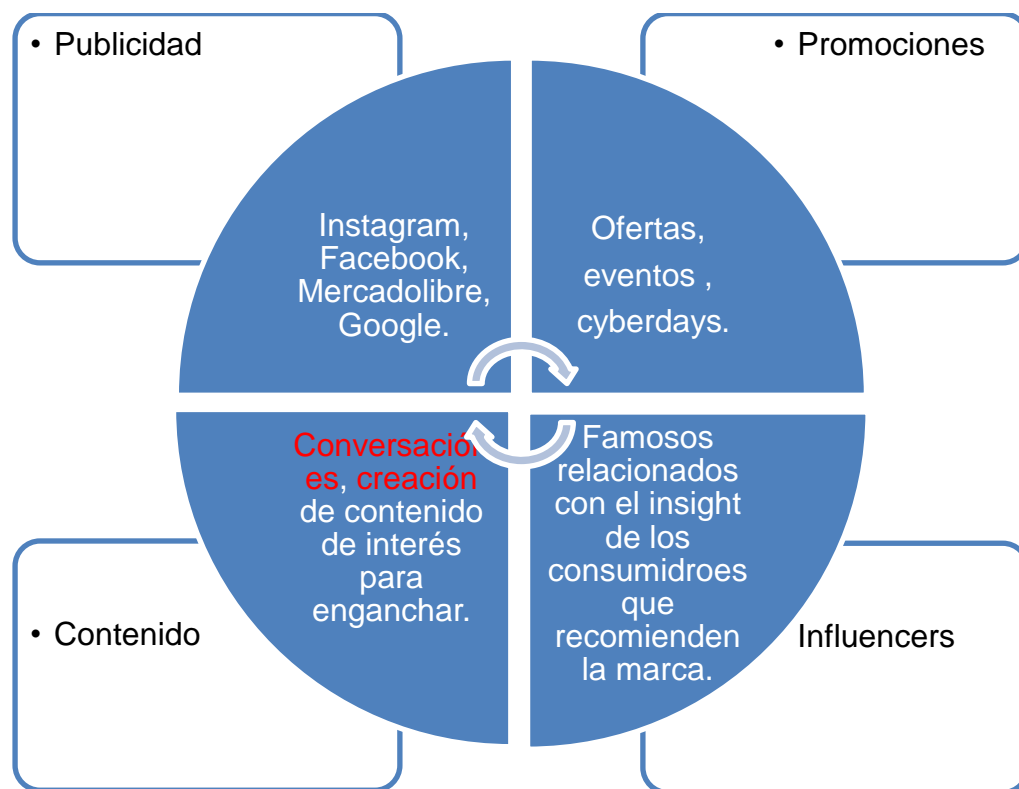 • Publicidad
• Promociones
Instagram,
Facebook,
Mercadolibre,
Google.
Ofertas,
eventos ,
cyberdays.
Conversación
es, creación
de contenido
de interés
para
enganchar.
Famosos
relacionados
con el insight
de los
consumidroes
que
recomienden
la marca.
• Contenido
Influencers